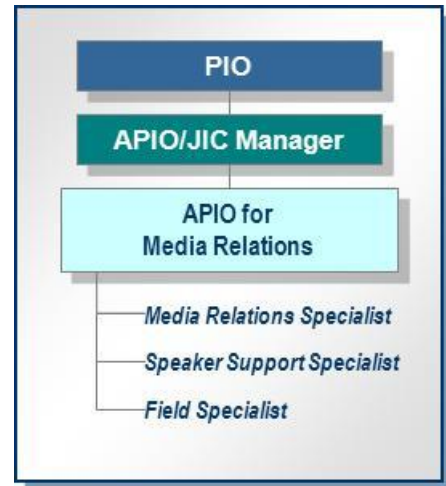 PIO
APIO/JIC Manager
APIO for
Media Relations
Media Relations Specialist
Speaker Support Specialist
Field Specialist